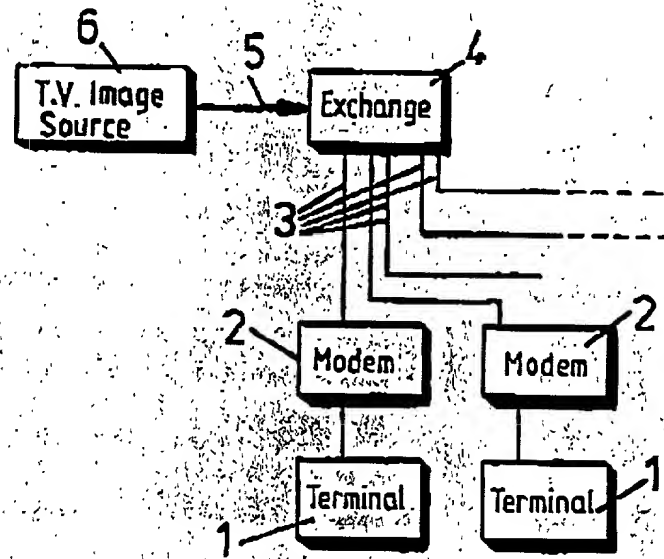 6
5
4
T.V. Image
Source
Exchange
3
2
Modem
Modem
2
Terminal
1
Terminal
1